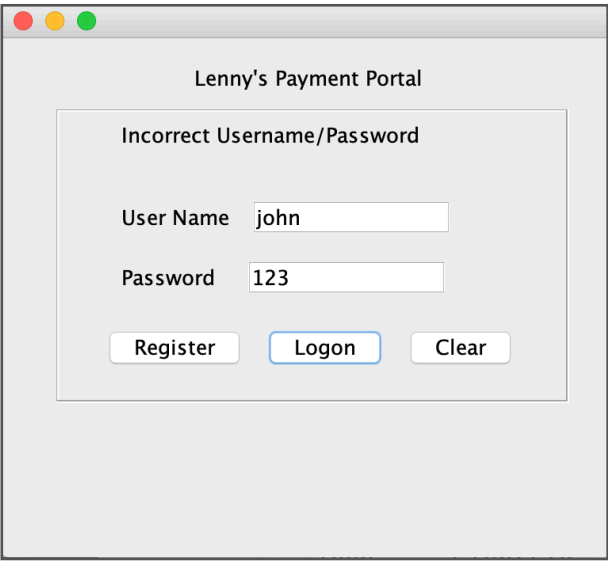 Lenny's Payment Portal
Incorrect Username/Password
User Name john
Password 123
Register Logon Clear